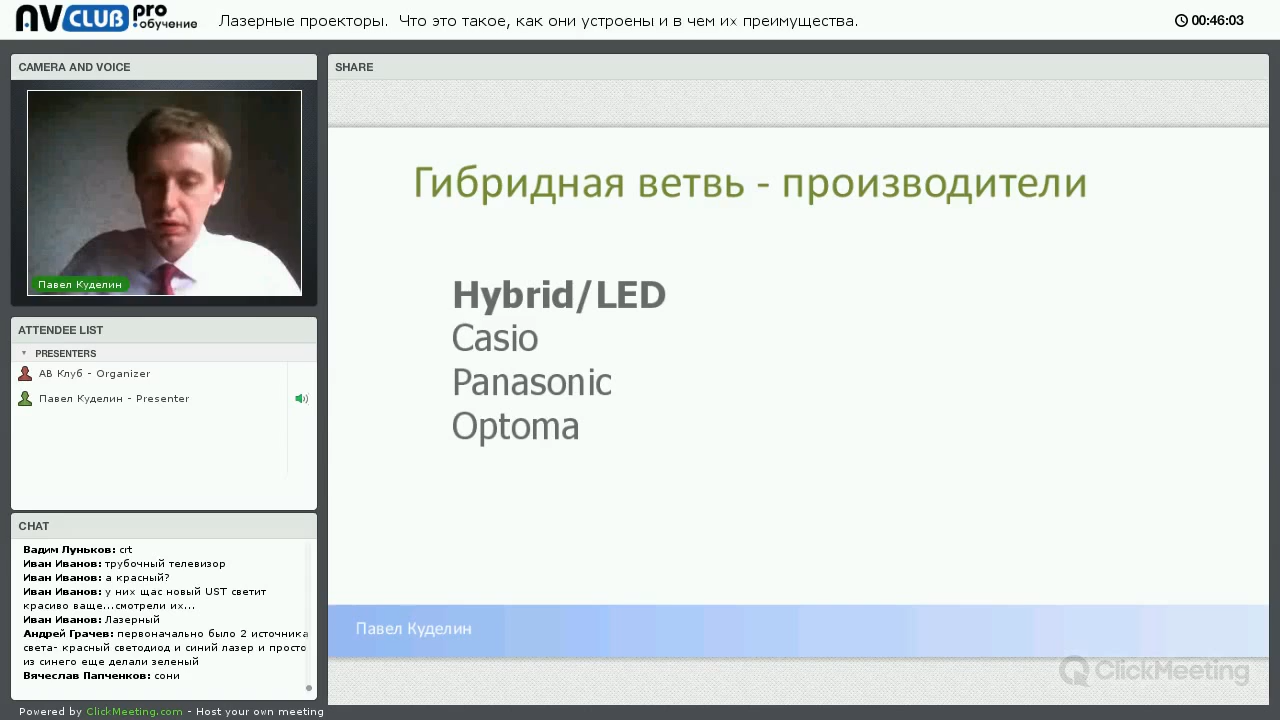 AVCLUB pro :обучение
Лазерные проекторы. Что это такое, как они устроены и в чем их преимущества.
00:46:03
CAMERA AND VOICE
Павел Куделин
ATTENDEE LIST
PRESENTERS
АВ Клуб - Organizer
Павел Куделин - Presenter
CHAT
Вадим Луньков: crt
Иван Иванов: трубочный телевизор
Иван Иванов: а красный?
Иван Иванов: у них щас новый UST светит
красиво ваще...смотрели их...
Иван Иванов: Лазерный
Андрей Грачев: первоначально было 2 источника
света- красный светодиод и синий лазер и просто
из синего еще делали зеленый
Вячеслав Папченков: сони
Powered by ClickMeeting.com - Host your own meeting
SHARE
Гибридная ветвь - производители
Hybrid/LED
Casio
Panasonic
Optoma
Павел Куделин
ClickMeeting